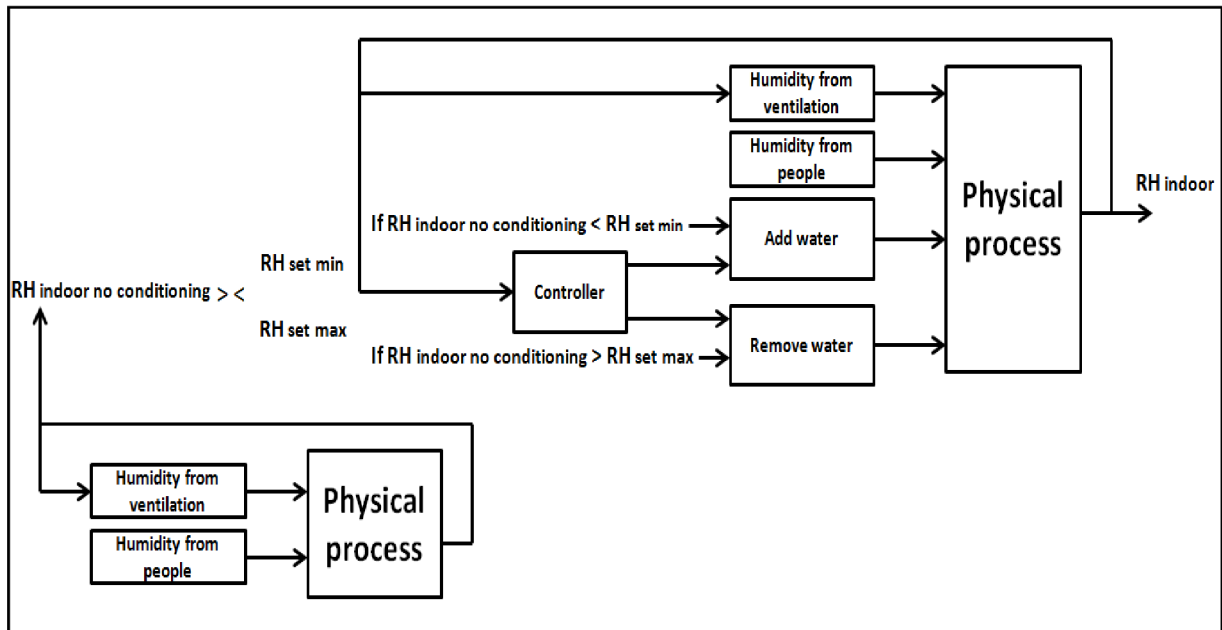 Humidity from
ventilation
Humidity from
people
Physical
process
RH indoor
If RH indoor no conditioning < RH set min
Add water
RH set min
RH indoor no conditioning > <
RH set max
Controller
If RH indoor no conditioning > RH set max
Remove water
Humidity from
ventilation
Humidity from
people
Physical
process